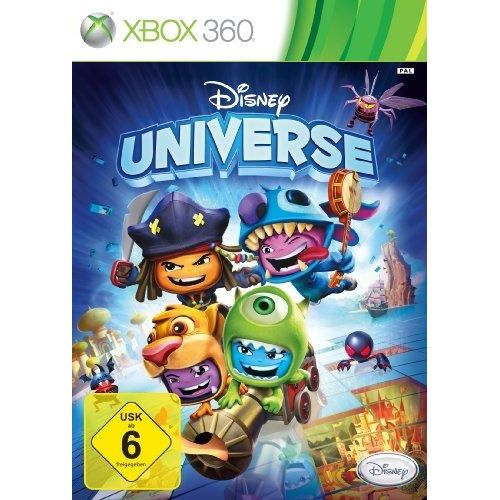 XBOX 360
PAL
Disney
UNIVERSE
USK
ab
6
freigegeben
Disney